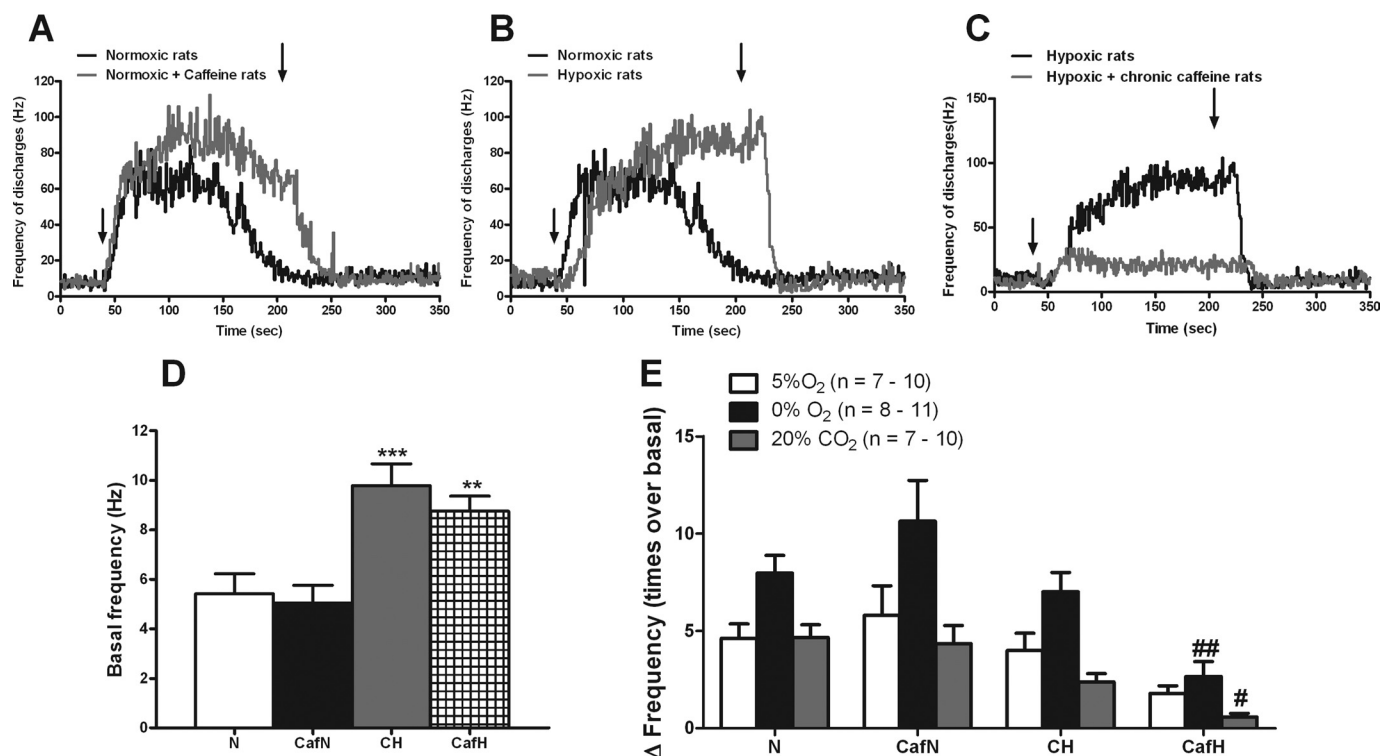 A
Normoxic rats
Normoxic + Caffeine rats
Frequency of discharges (Hz)
120
100
80
60
40
20
0
0 50 100 150 200 250 300 350
Time (sec)
B
Normoxic rats
Hypoxic rats
Frequency of discharges (Hz)
120
100
80
60
40
20
0
0 50 100 150 200 250 300 350
Time (sec)
C
Hypoxic rats
Hypoxic + chronic caffeine rats
Frequency of discharges(Hz)
150
100
50
0
0 50 100 150 200 250 300 350
Time (sec)
D
Basal frequency (Hz)
12
10
8
6
4
2
0
*** **
N CafN CH CafH
E
5%O₂ (n = 7 - 10)
0% O₂ (n = 8 - 11)
20% CO₂ (n = 7 - 10)
Δ Frequency (times over basal)
15
10
5
0
##
#
N CafN CH CafH